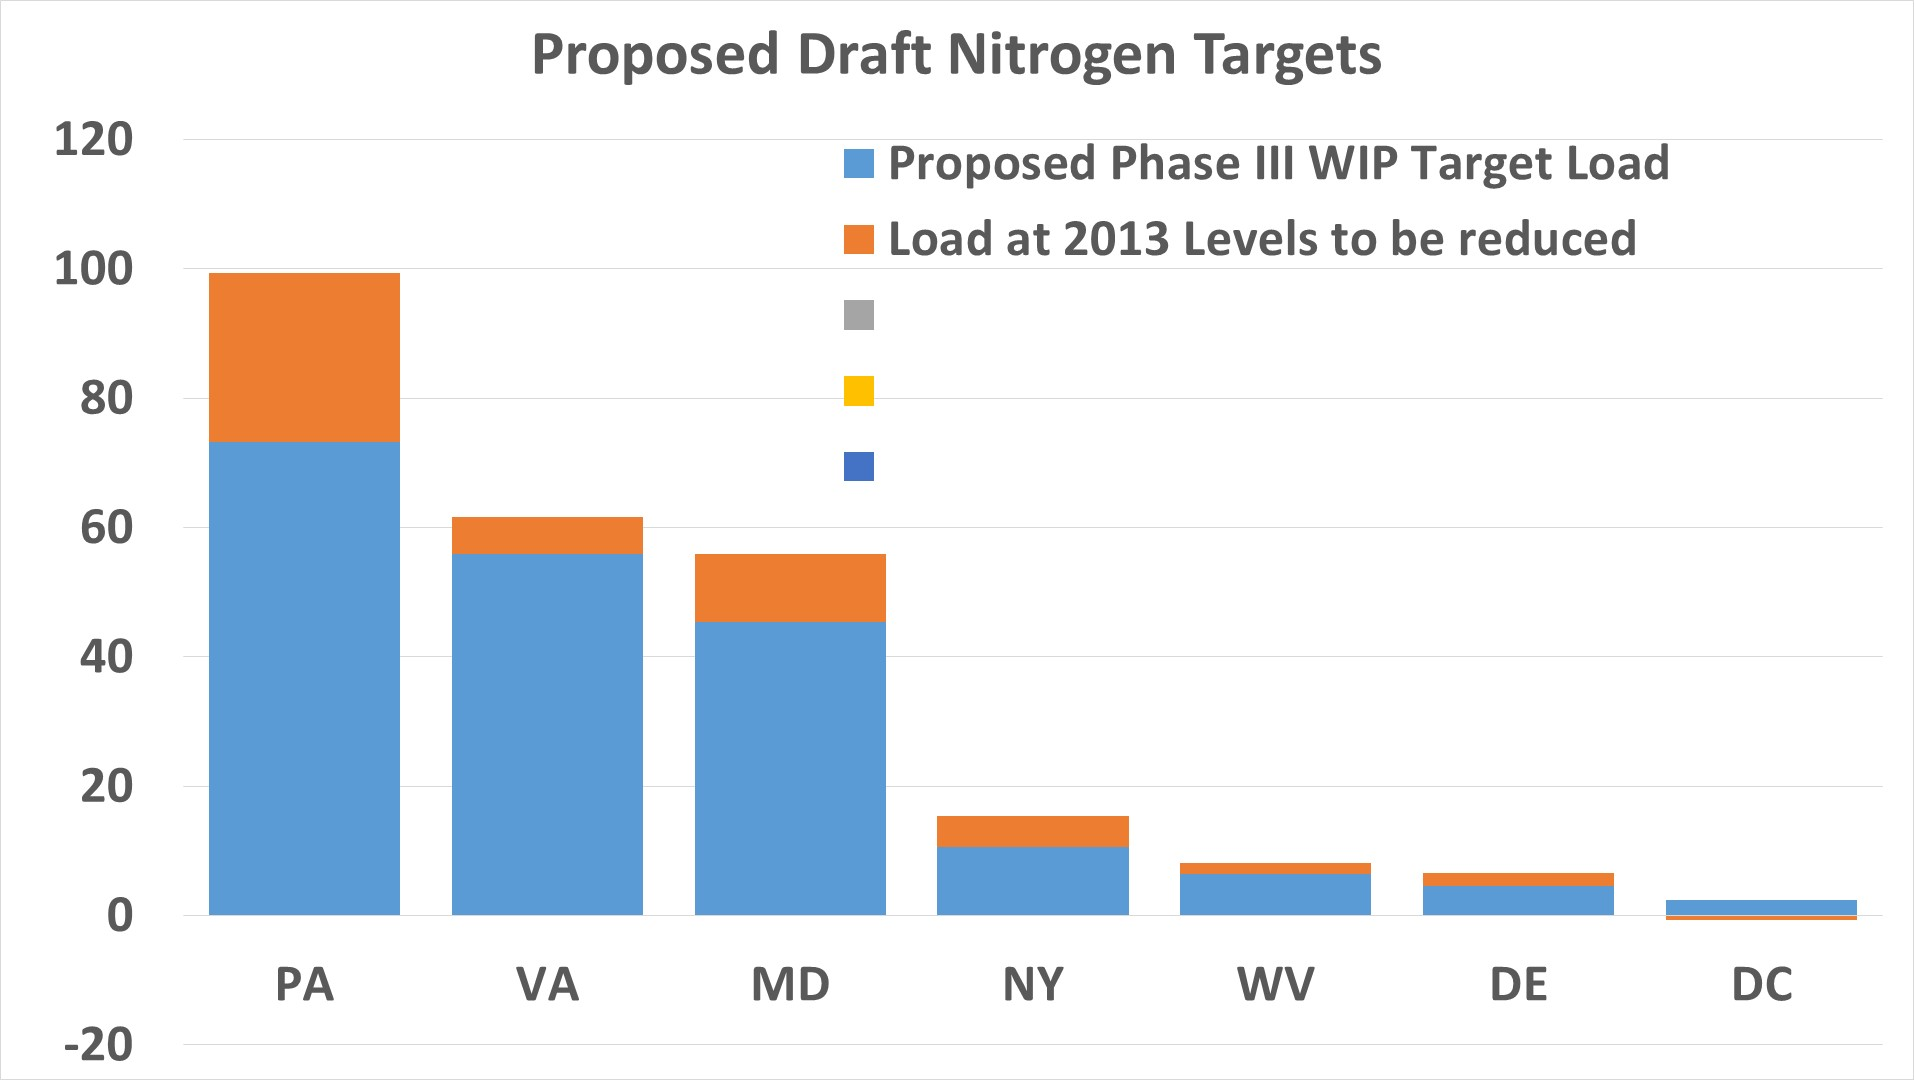 Proposed Draft Nitrogen Targets
120
Proposed Phase III WIP Target Load
Load at 2013 Levels to be reduced
100
80
60
40
20
0
PA VA MD NY WV DE DC
-20